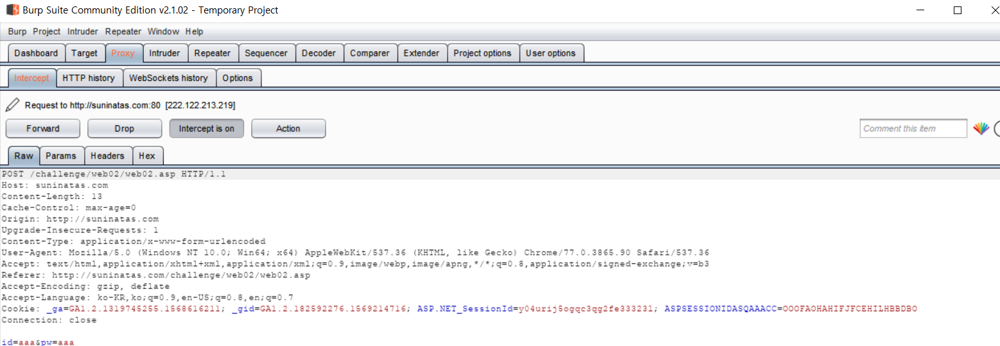 Burp Suite Community Edition v2.1.02 - Temporary Project
Burp Project Intruder Repeater Window Help
Dashboard Target Proxy Intruder Repeater Sequencer Decoder Comparer Extender Project options User options
Intercept HTTP history WebSockets history Options
Request to http://suninatas.com:80 [222.122.213.219]
Forward Drop Intercept is on Action Comment this item
Raw Params Headers Hex
POST /challenge/web02/web02.asp HTTP/1.1
Host: suninatas.com
Content-Length: 13
Cache-Control: max-age=0
Origin: http://suninatas.com
Upgrade-Insecure-Requests: 1
Content-Type: application/x-www-form-urlencoded
User-Agent: Mozilla/5.0 (Windows NT 10.0; Win64; x64) AppleWebKit/537.36 (KHTML, like Gecko) Chrome/77.0.3865.90 Safari/537.36
Accept: text/html,application/xhtml+xml,application/xml;q=0.9,image/webp,image/apng,*/*;q=0.8,application/signed-exchange;v=b3
Referer: http://suninatas.com/challenge/web02/web02.asp
Accept-Encoding: gzip, deflate
Accept-Language: ko-KR,ko;q=0.9,en-US;q=0.8,en;q=0.7
Cookie: _ga=GA1.2.1319745255.1568616211; _gid=GA1.2.182592276.1569214716; ASP.NET_SessionId=y04urij5ogqc3qg2fe333231; ASPSESSIONIDASQAAACC=OOOFAOHAHIFJFCEHILHBBDBO
Connection: close
id=aaa&pw=aaa